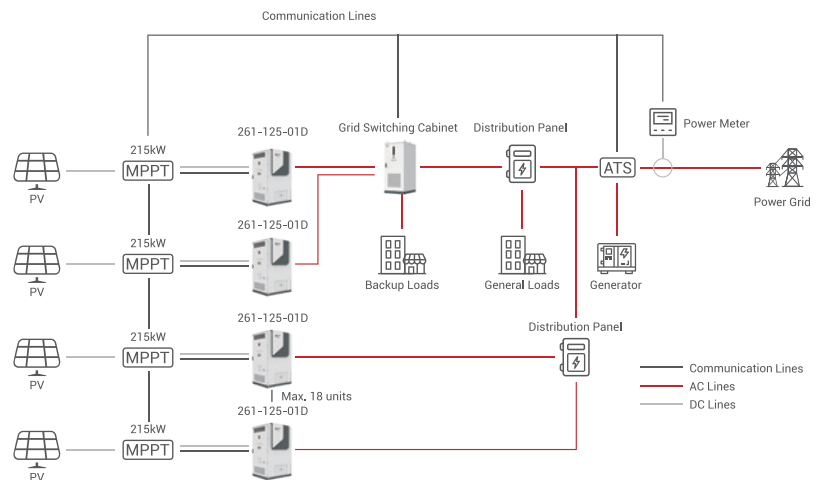 Communication Lines
261-125-01D
Grid Switching Cabinet
Distribution Panel
Power Meter
215kW
MPPT
ATS
PV
Power Grid
261-125-01D
215kW
MPPT
PV
Backup Loads
General Loads
Generator
261-125-01D
Distribution Panel
215kW
MPPT
PV
Communication Lines
AC Lines
DC Lines
Max. 18 units
261-125-01D
215kW
MPPT
PV